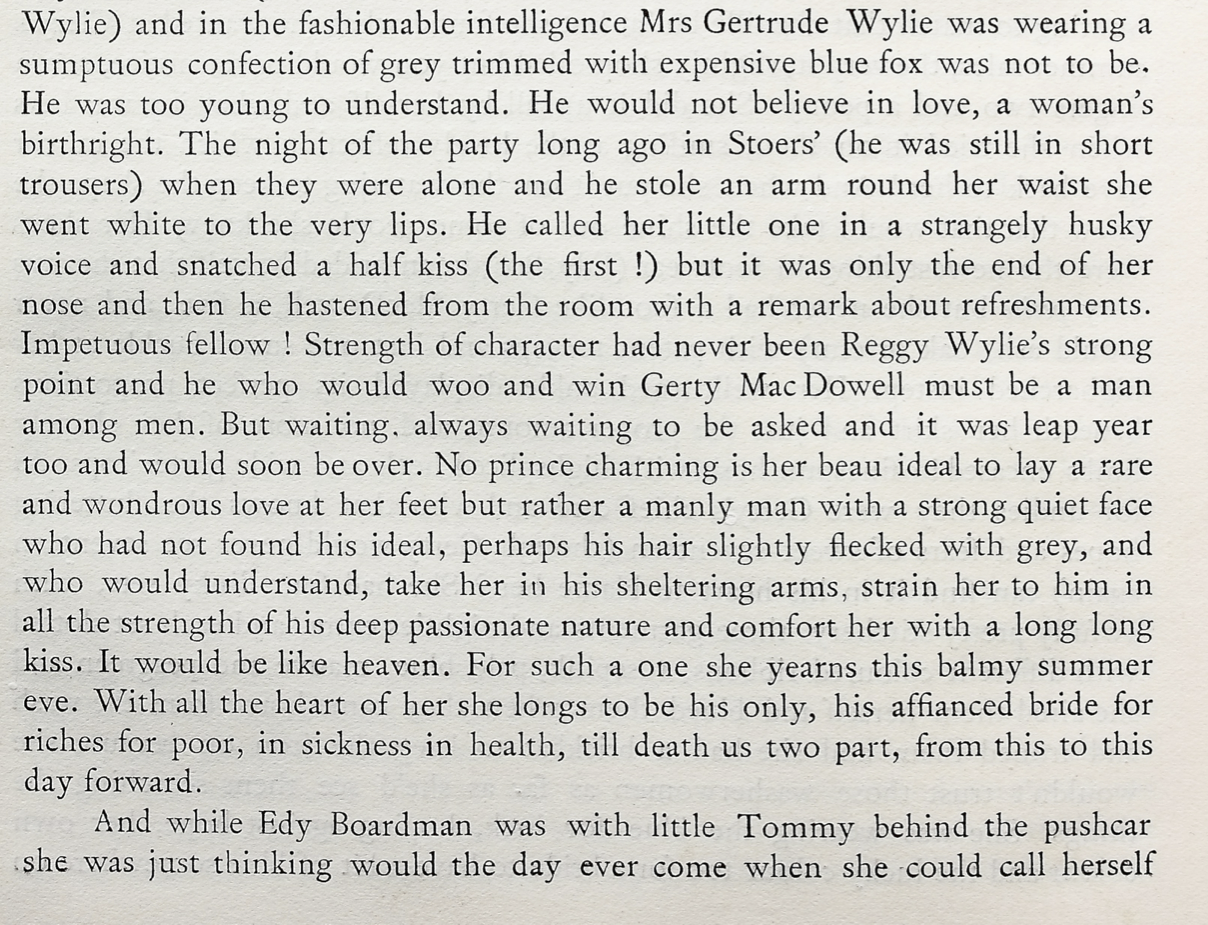 Wylie) and in the fashionable intelligence Mrs Gertrude Wylie was wearing a
sumptuous confection of grey trimmed with expensive blue fox was not to be.
He was too young to understand. He would not believe in love, a woman's
birthright. The night of the party long ago in Stoers' (he was still in short
trousers) when they were alone and he stole an arm round her waist she
went white to the very lips. He called her little one in a strangely husky
voice and snatched a half kiss (the first !) but it was only the end of her
nose and then he hastened from the room with a remark about refreshments.
Impetuous fellow ! Strength of character had never been Reggy Wylie's strong
point and he who would woo and win Gerty Mac Dowell must be a man
among men. But waiting. always waiting to be asked and it was leap year
too and would soon be over. No prince charming is her beau ideal to lay a rare
and wondrous love at her feet but rather a manly man with a strong quiet face
who had not found his ideal, perhaps his hair slightly flecked with grey, and
who would understand, take her in his sheltering arms, strain her to him in
all the strength of his deep passionate nature and comfort her with a long long
kiss. It would be like heaven. For such a one she yearns this balmy summer
eve. With all the heart of her she longs to be his only, his affianced bride for
riches for poor, in sickness in health, till death us two part, from this to this
day forward.
And while Edy Boardman was with little Tommy behind the pushcar
she was just thinking would the day ever come when she could call herself